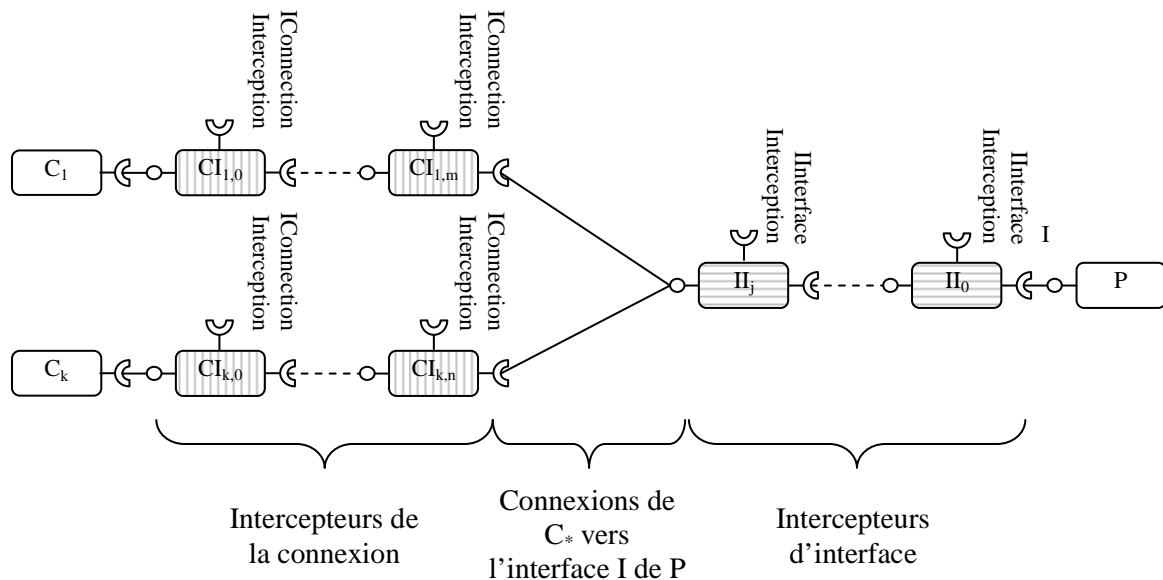 IConnection
Interception
IConnection
Interception
C1
CI1,0
CI1,m
IInterface
Interception
IInterface
Interception
I
IConnection
Interception
IConnection
Interception
IIj
II0
P
Ck
CIk,0
CIk,n
Intercepteurs de
la connexion
Connexions de
C* vers
l’interface I de P
Intercepteurs
d’interface